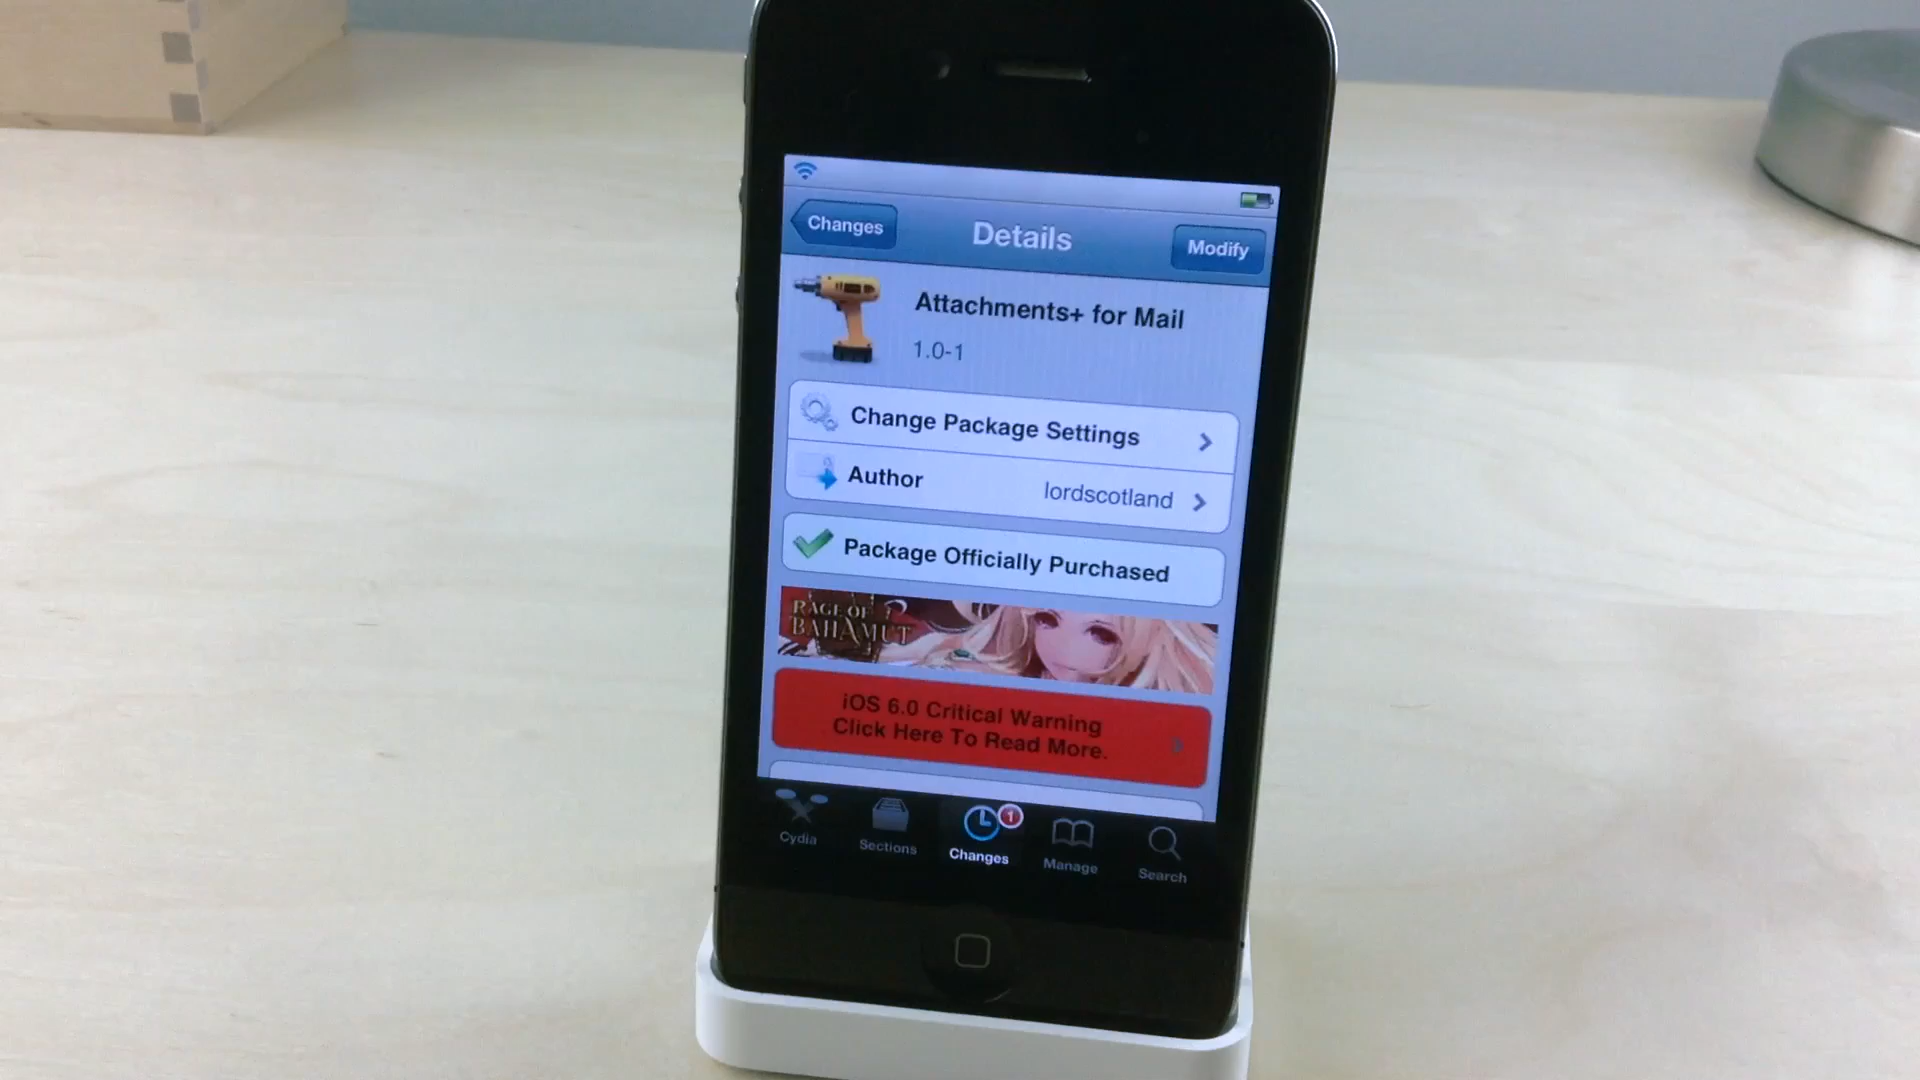 Changes
Details
Modify
Attachments+ for Mail
1.0-1
Change Package Settings
Author
lordscotland
Package Officially Purchased
RAGE OF
BAHAMUT
iOS 6.0 Critical Warning
Click Here To Read More.
Cydia
Sections
Changes
1
Manage
Search